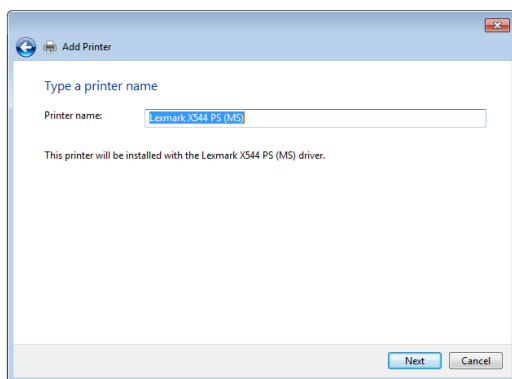 Add Printer
Type a printer name
Printer name: Lexmark X544 PS (MS)
This printer will be installed with the Lexmark X544 PS (MS) driver.
Next Cancel